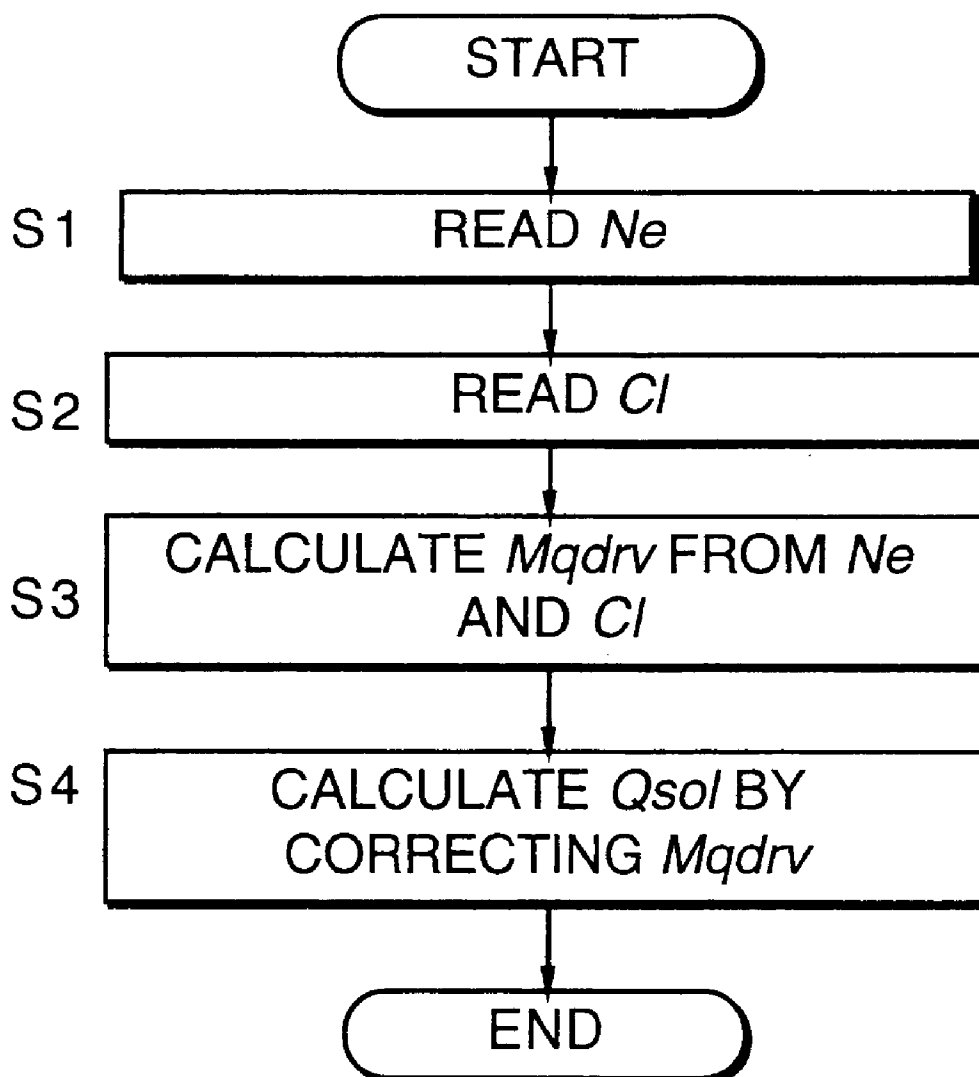 START
S1
READ Ne
S2
READ Cl
S3
CALCULATE Mqdrv FROM Ne
AND Cl
S4
CALCULATE Qsol BY
CORRECTING Mqdrv
END